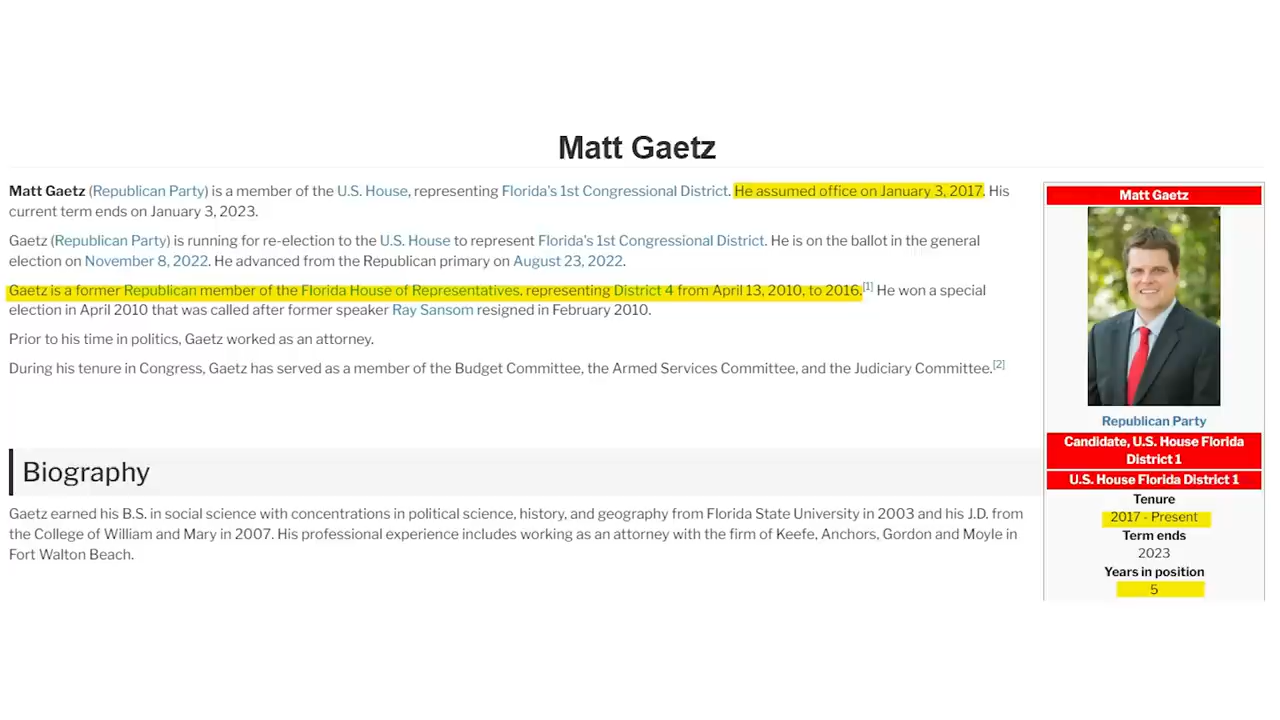 Matt Gaetz
Matt Gaetz (Republican Party) is a member of the U.S. House, representing Florida's 1st Congressional District. He assumed office on January 3, 2017. His
current term ends on January 3, 2023.
Gaetz (Republican Party) is running for re-election to the U.S. House to represent Florida's 1st Congressional District. He is on the ballot in the general
election on November 8, 2022. He advanced from the Republican primary on August 23, 2022.
Gaetz is a former Republican member of the Florida House of Representatives, representing District 4 from April 13, 2010, to 2016.[1] He won a special
election in April 2010 that was called after former speaker Ray Sansom resigned in February 2010.
Prior to his time in politics, Gaetz worked as an attorney.
During his tenure in Congress, Gaetz has served as a member of the Budget Committee, the Armed Services Committee, and the Judiciary Committee.[2]
Biography
Gaetz earned his B.S. in social science with concentrations in political science, history, and geography from Florida State University in 2003 and his J.D. from
the College of William and Mary in 2007. His professional experience includes working as an attorney with the firm of Keefe, Anchors, Gordon and Moyle in
Fort Walton Beach.
Matt Gaetz
Republican Party
Candidate, U.S. House Florida
District 1
U.S. House Florida District 1
Tenure
2017 - Present
Term ends
2023
Years in position
5